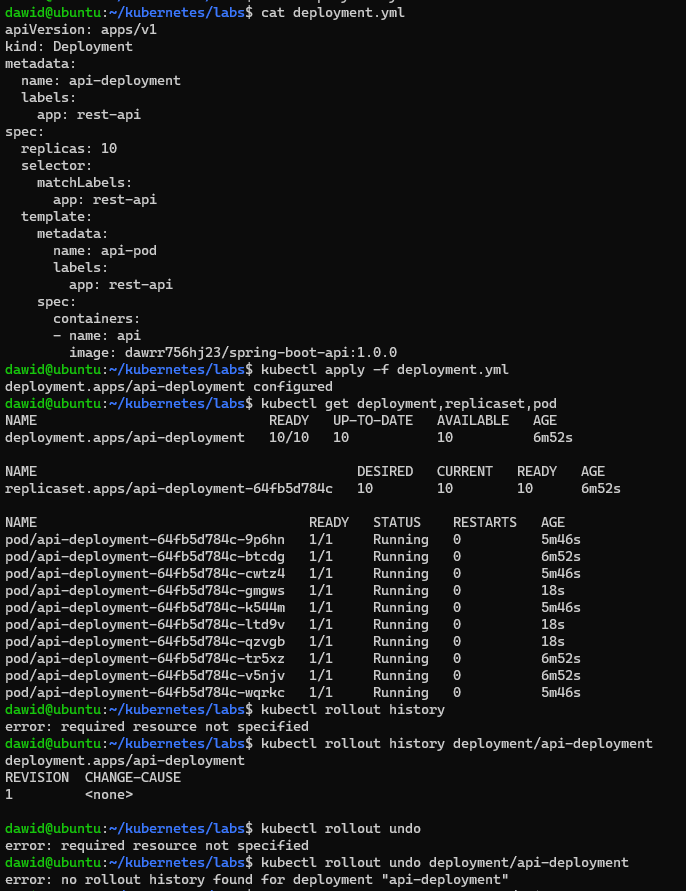 dawid@ubuntu:~/kubernetes/labs$ cat deployment.yml
apiVersion: apps/v1
kind: Deployment
metadata:
  name: api-deployment
  labels:
    app: rest-api
spec:
  replicas: 10
  selector:
    matchLabels:
      app: rest-api
  template:
    metadata:
      name: api-pod
      labels:
        app: rest-api
    spec:
      containers:
      - name: api
        image: dawrr756hj23/spring-boot-api:1.0.0
dawid@ubuntu:~/kubernetes/labs$ kubectl apply -f deployment.yml
deployment.apps/api-deployment configured
dawid@ubuntu:~/kubernetes/labs$ kubectl get deployment,replicaset,pod
NAME                             READY   UP-TO-DATE   AVAILABLE   AGE
deployment.apps/api-deployment   10/10   10           10          6m52s

NAME                                        DESIRED   CURRENT   READY   AGE
replicaset.apps/api-deployment-64fb5d784c   10        10        10      6m52s

NAME                                  READY   STATUS    RESTARTS   AGE
pod/api-deployment-64fb5d784c-9p6hn   1/1     Running   0          5m46s
pod/api-deployment-64fb5d784c-btcdg   1/1     Running   0          6m52s
pod/api-deployment-64fb5d784c-cwtz4   1/1     Running   0          5m46s
pod/api-deployment-64fb5d784c-gmgws   1/1     Running   0          18s
pod/api-deployment-64fb5d784c-k544m   1/1     Running   0          5m46s
pod/api-deployment-64fb5d784c-ltd9v   1/1     Running   0          18s
pod/api-deployment-64fb5d784c-qzvgb   1/1     Running   0          18s
pod/api-deployment-64fb5d784c-tr5xz   1/1     Running   0          6m52s
pod/api-deployment-64fb5d784c-v5njv   1/1     Running   0          6m52s
pod/api-deployment-64fb5d784c-wqrkc   1/1     Running   0          5m46s
dawid@ubuntu:~/kubernetes/labs$ kubectl rollout history
error: required resource not specified
dawid@ubuntu:~/kubernetes/labs$ kubectl rollout history deployment/api-deployment
deployment.apps/api-deployment
REVISION  CHANGE-CAUSE
1         <none>

dawid@ubuntu:~/kubernetes/labs$ kubectl rollout undo
error: required resource not specified
dawid@ubuntu:~/kubernetes/labs$ kubectl rollout undo deployment/api-deployment
error: no rollout history found for deployment "api-deployment"